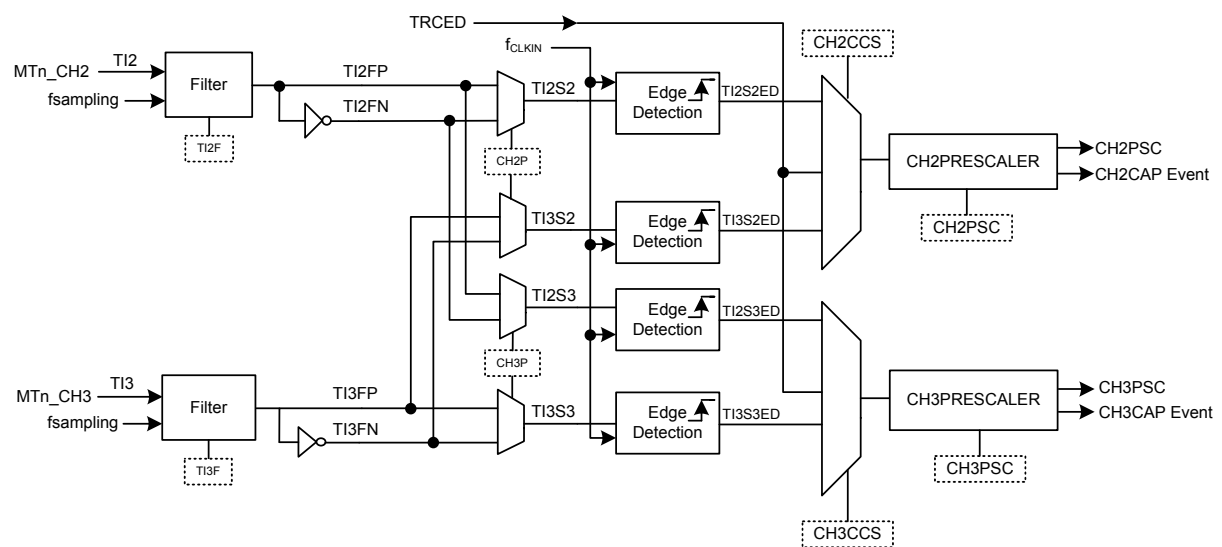 TRCED
fCLKIN
CH2CCS
MTn_CH2
TI2
fsampling
Filter
TI2F
TI2FP
TI2FN
CH2P
TI2S2
Edge
Detection
TI2S2ED
CH2PRESCALER
CH2PSC
CH2CAP Event
CH2PSC
TI3S2
Edge
Detection
TI3S2ED
TI2S3
Edge
Detection
TI2S3ED
CH3P
MTn_CH3
TI3
fsampling
Filter
TI3F
TI3FP
TI3FN
TI3S3
Edge
Detection
TI3S3ED
CH3PRESCALER
CH3PSC
CH3CAP Event
CH3PSC
CH3CCS